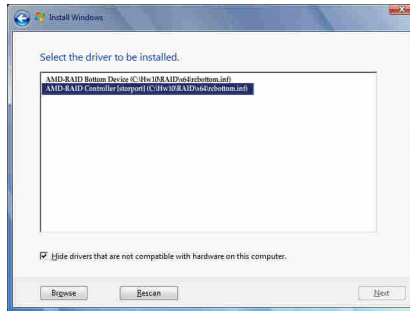 Install Windows
Select the driver to be installed.
AMD-RAID Bottom Device (C:\Hw10\RAID\x64\rcbottom.inf)
AMD-RAID Controller [storport] (C:\Hw10\RAID\x64\rcbottom.inf)
Hide drivers that are not compatible with hardware on this computer.
Browse
Rescan
Next